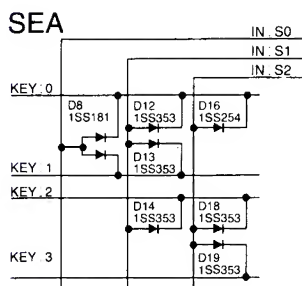 SEA
IN : S0
IN : S1
IN : S2
KEY : 0
D8
1SS181
D12
1SS353
D16
1SS254
D13
1SS353
KEY 1
KEY. 2
D14
1SS353
D18
1SS353
KEY 3
D19
1SS353